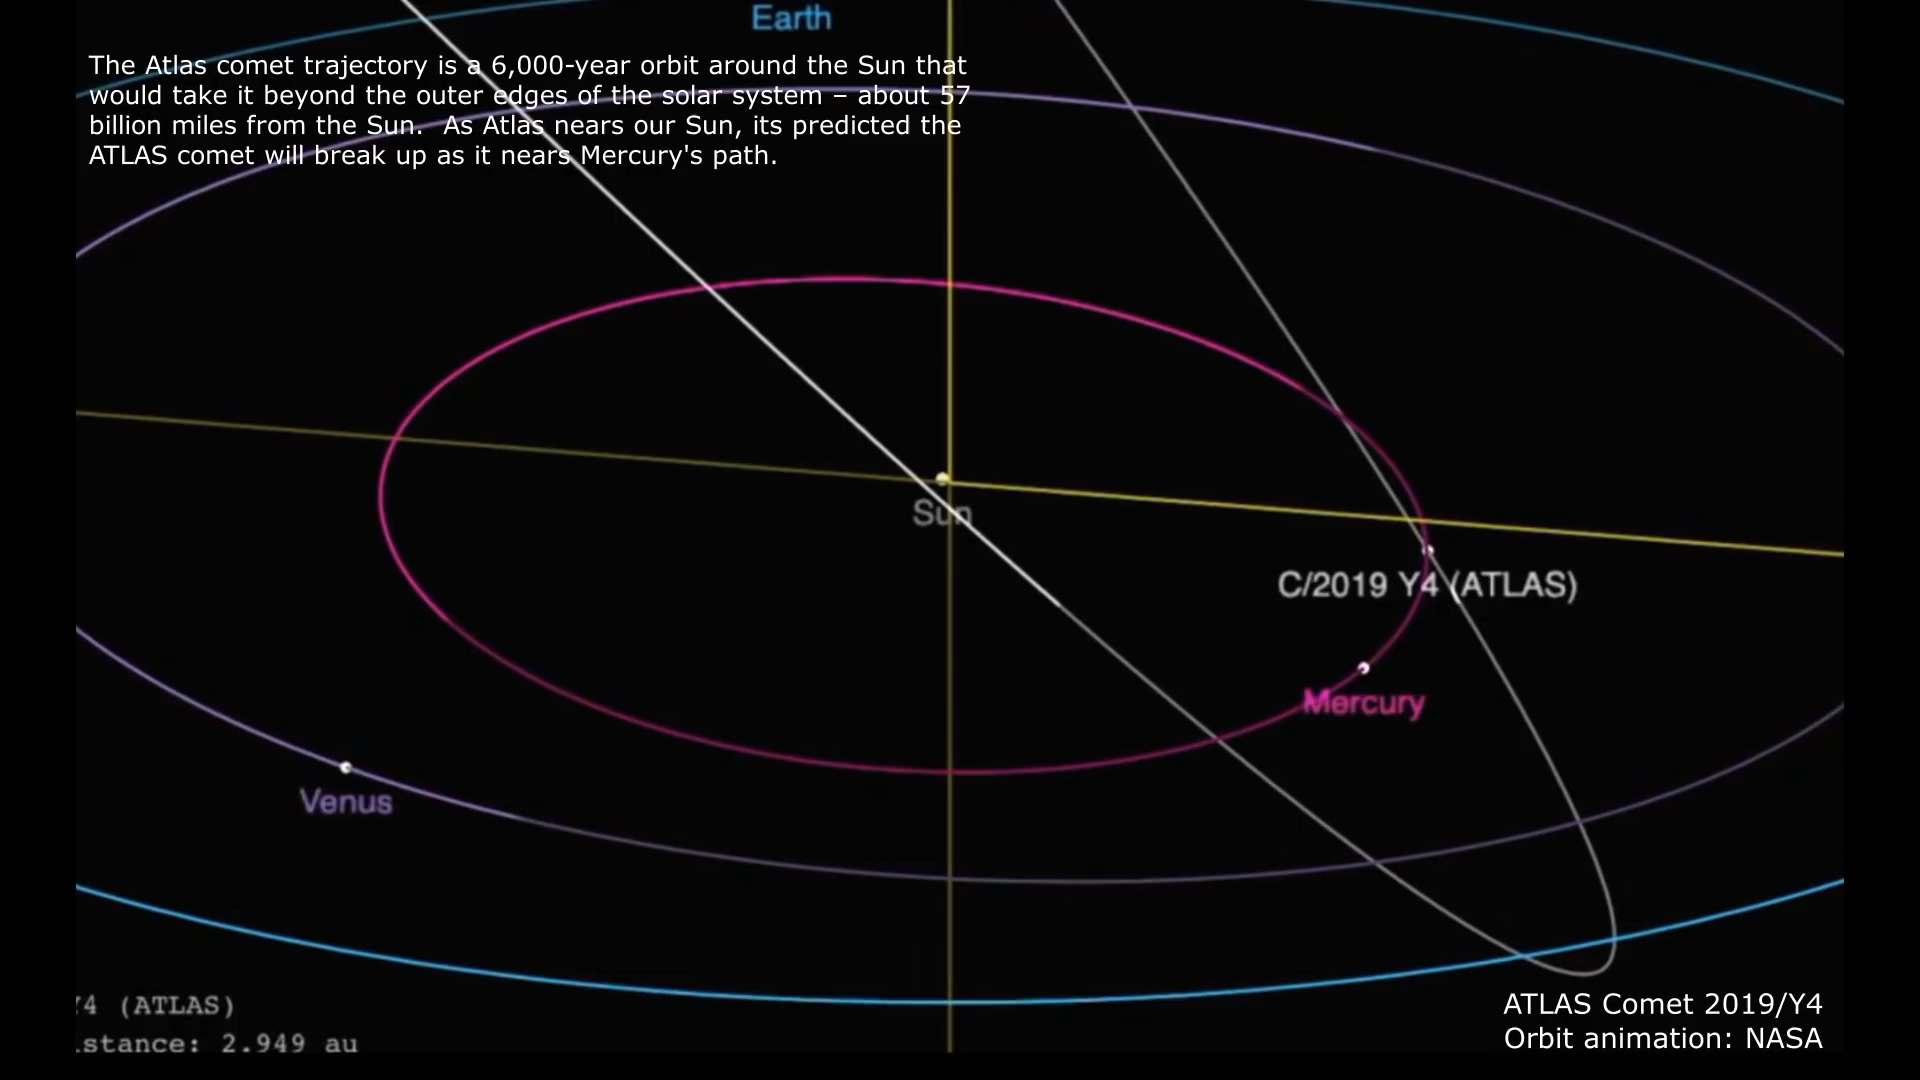 Earth
The Atlas comet trajectory is a 6,000-year orbit around the Sun that
would take it beyond the outer edges of the solar system – about 57
billion miles from the Sun.  As Atlas nears our Sun, its predicted the
ATLAS comet will break up as it nears Mercury's path.
Sun
C/2019 Y4 (ATLAS)
Mercury
Venus
Y4 (ATLAS)
istance: 2.949 au
ATLAS Comet 2019/Y4
Orbit animation: NASA